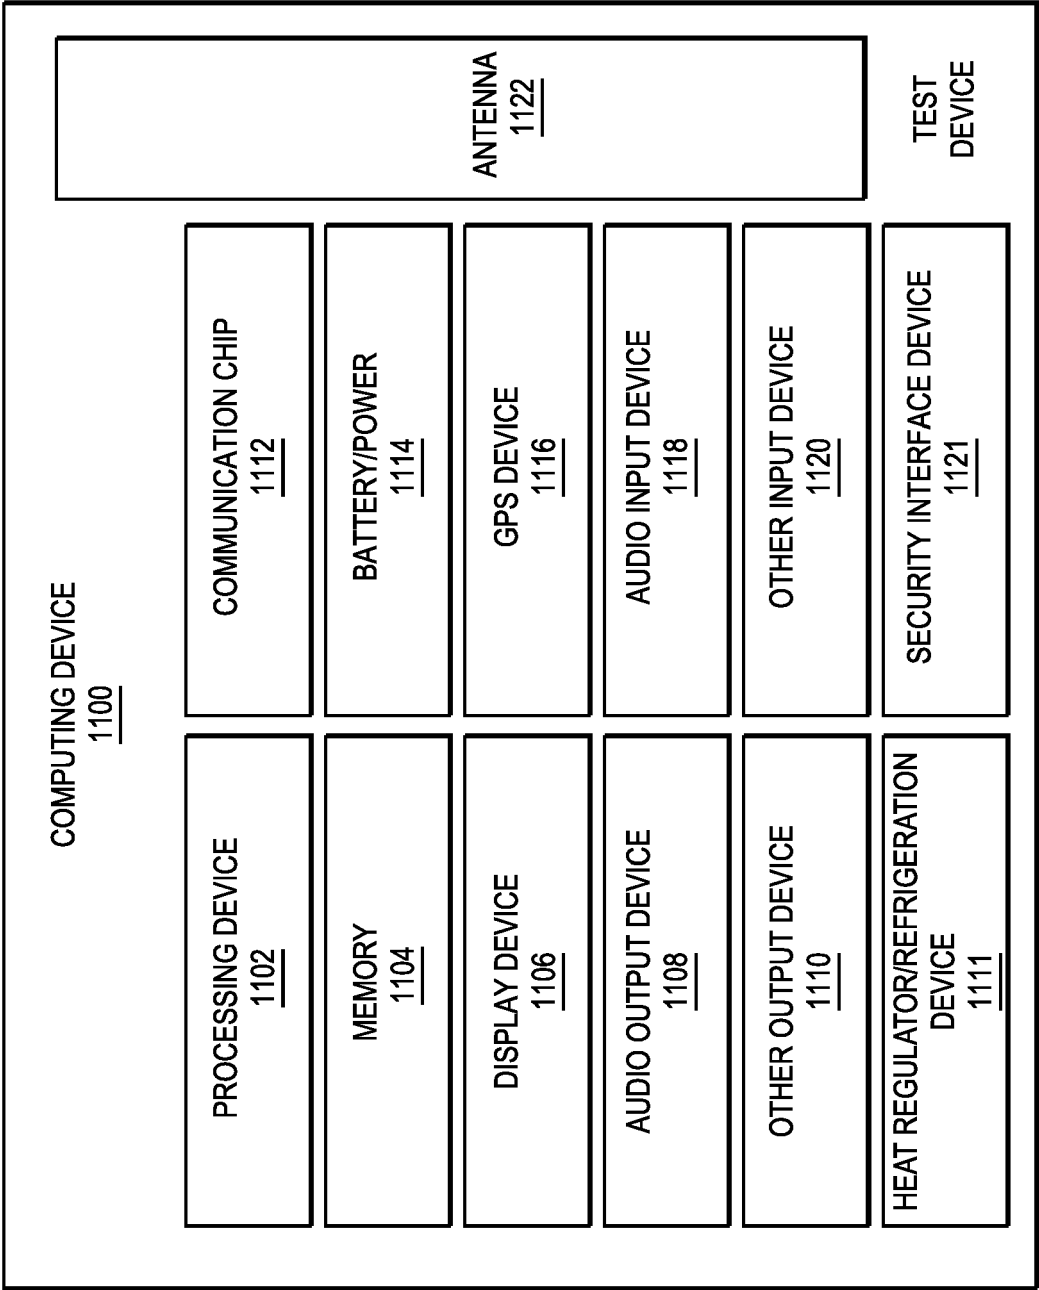 COMPUTING DEVICE
1100
PROCESSING DEVICE
1102
MEMORY
1104
DISPLAY DEVICE
1106
AUDIO OUTPUT DEVICE
1108
OTHER OUTPUT DEVICE
1110
HEAT REGULATOR/REFRIGERATION
DEVICE
1111
COMMUNICATION CHIP
1112
BATTERY/POWER
1114
GPS DEVICE
1116
AUDIO INPUT DEVICE
1118
OTHER INPUT DEVICE
1120
SECURITY INTERFACE DEVICE
1121
ANTENNA
1122
TEST
DEVICE